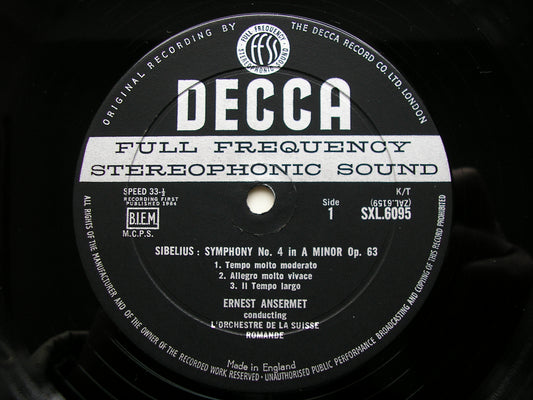 ORIGINAL RECORDING BY THE DECCA RECORD CO. LTD. LONDON
FULL FREQUENCY
ffss
STEREOPHONIC SOUND
DECCA
FULL FREQUENCY
STEREOPHONIC SOUND
SPEED 33-⅓
RECORDING FIRST
PUBLISHED 1964
B.I.E.M.
M.C.P.S.
Side
1
K/T
(ZAL.6159)
SXL.6095
SIBELIUS : SYMPHONY No. 4 in A MINOR Op. 63
1. Tempo molto moderato
2. Allegro molto vivace
3. Il Tempo largo
ERNEST ANSERMET
conducting
L'ORCHESTRE DE LA SUISSE
ROMANDE
Made in England
ALL RIGHTS OF THE MANUFACTURER AND OF THE OWNER OF THE RECORDED WORK RESERVED · UNAUTHORISED PUBLIC PERFORMANCE BROADCASTING AND COPYING OF THIS RECORD PROHIBITED